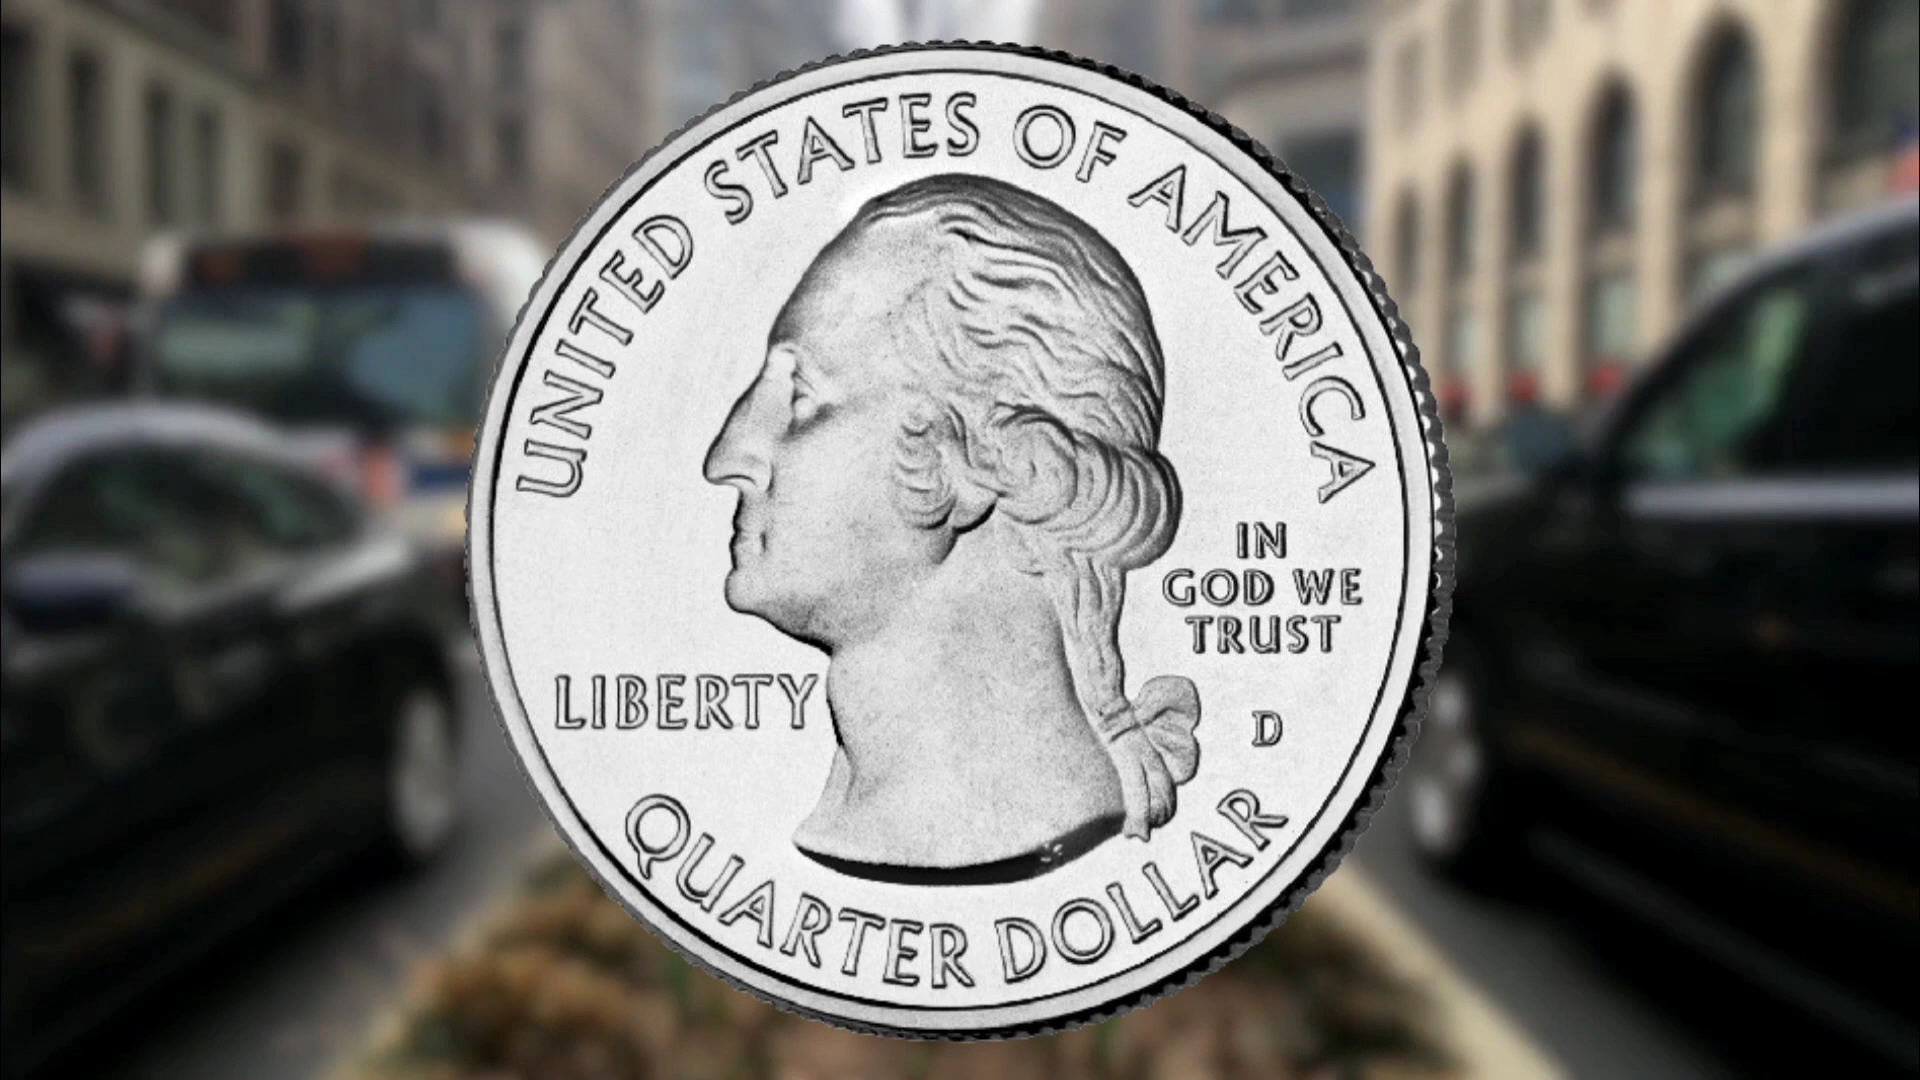 UNITED STATES OF AMERICA
IN
GOD WE
TRUST
LIBERTY
D
QUARTER DOLLAR